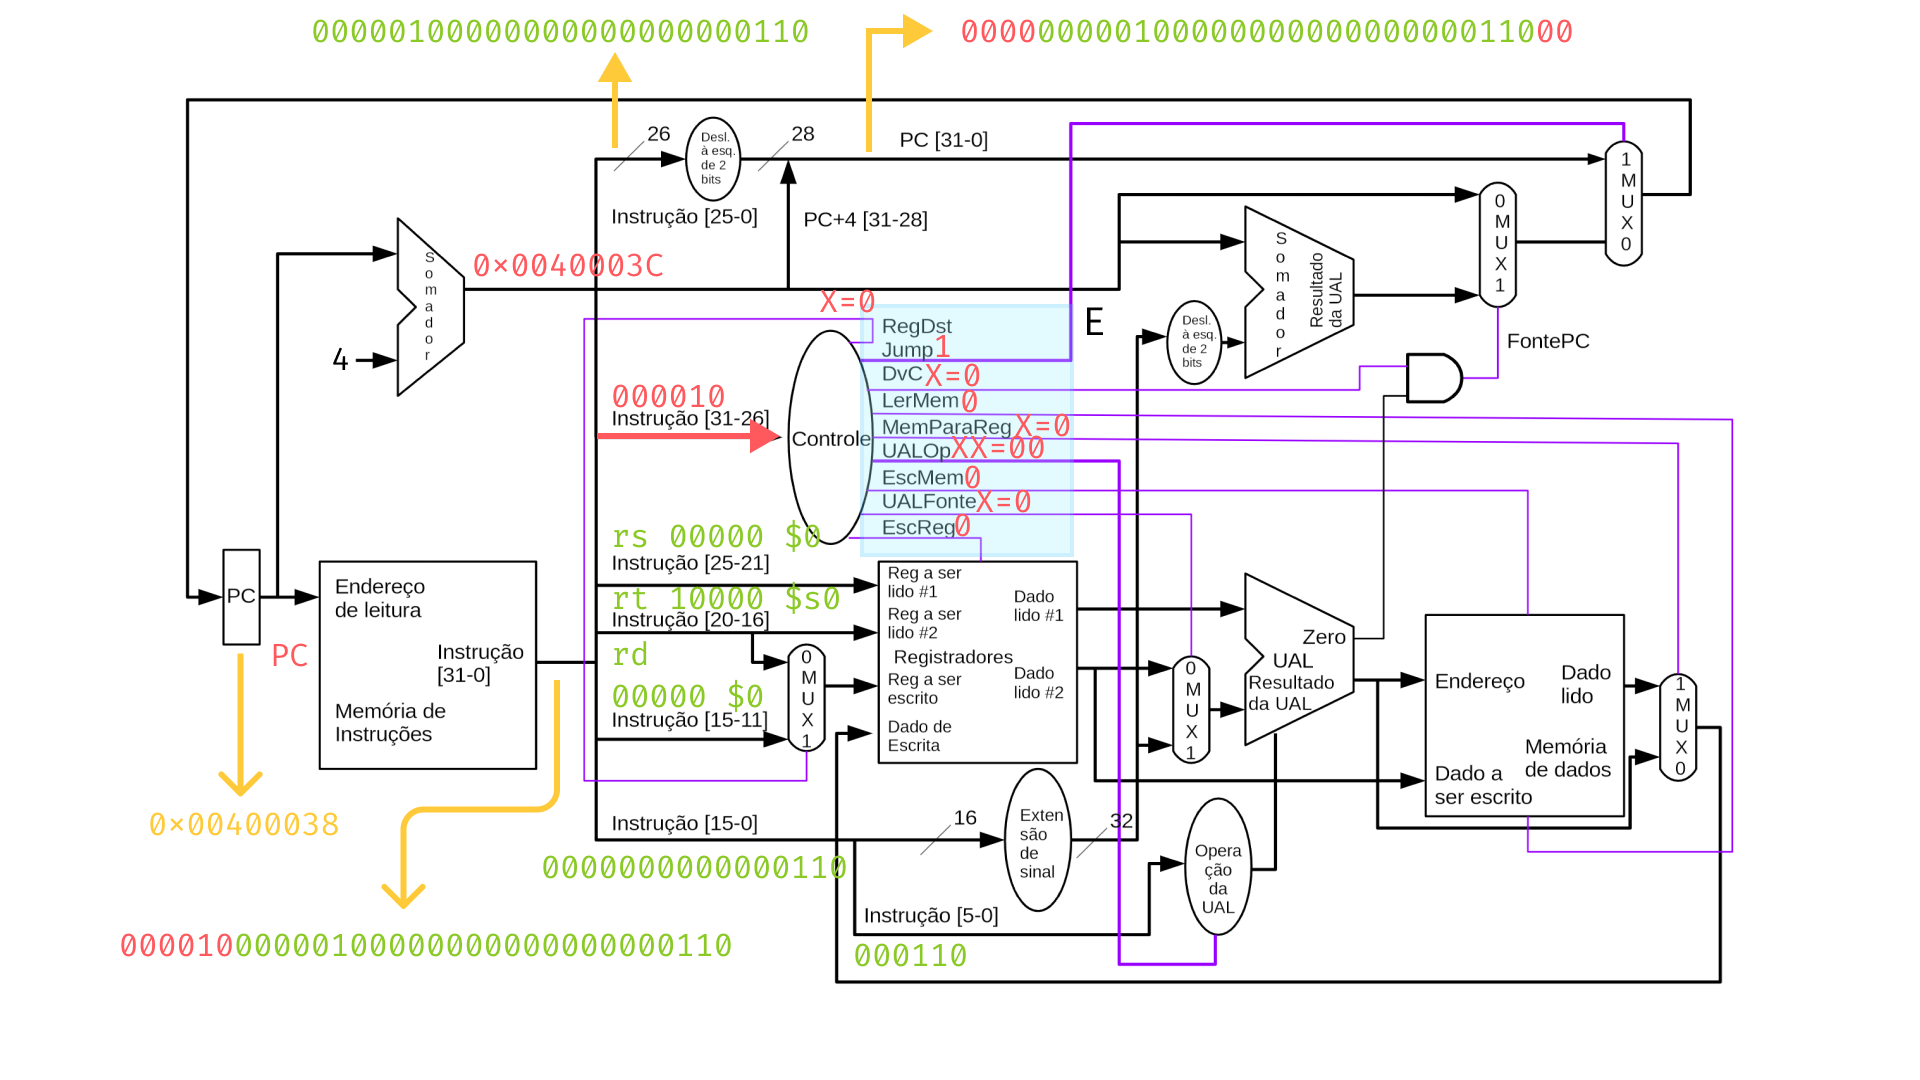 00000100000000000000000110
00000000010000000000000000011000
26
Desl.
à esq.
de 2
bits
28
PC [31-0]
1
M
U
X
0
Instrução [25-0]
PC+4 [31-28]
0
M
U
X
1
S
o
m
a
d
o
r
0×0040003C
4
S
o
m
a
d
o
r
Resultado
da UAL
X=0
E
Desl.
à esq.
de 2
bits
FontePC
RegDst
Jump 1
DvC X=0
LerMem 0
MemParaReg X=0
UALOp XX=00
EscMem 0
UALFonte X=0
EscReg 0
000010
Instrução [31-26]
Controle
rs 00000 $0
Instrução [25-21]
rt 10000 $s0
Instrução [20-16]
rd
00000 $0
Instrução [15-11]
0
M
U
X
1
PC
PC
Endereço
de leitura
Instrução
[31-0]
Memória de
Instruções
Reg a ser
lido #1
Reg a ser
lido #2
Registradores
Reg a ser
escrito
Dado de
Escrita
Dado
lido #1
Dado
lido #2
0
M
U
X
1
Zero
UAL
Resultado
da UAL
Endereço
Dado
lido
Memória
de dados
Dado a
ser escrito
1
M
U
X
0
0×00400038
Instrução [15-0]
16
Exten
são
de
sinal
32
0000000000000110
Opera
ção
da
UAL
Instrução [5-0]
000110
00001000000100000000000000000110